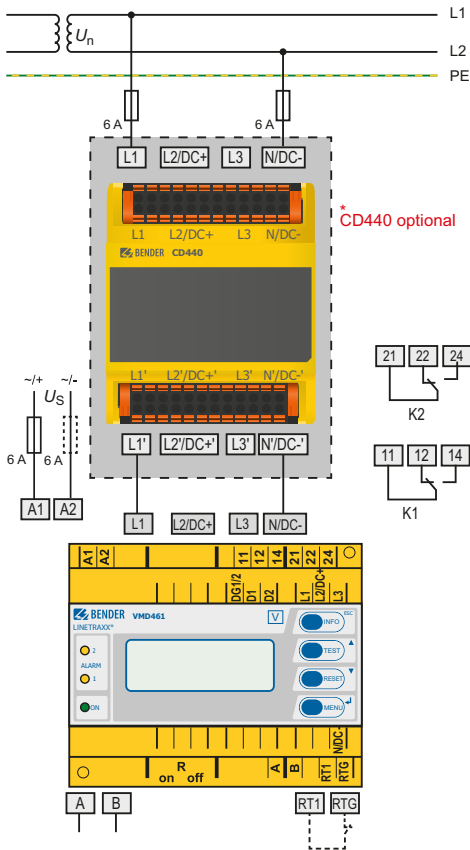 L1
Un
L2
PE
6 A
6 A
L1 L2/DC+ L3 N/DC-
*
CD440 optional
L1 L2/DC+ L3 N/DC-
BENDER CD440
21 22 24
K2
~/+ ~/-
US
L1' L2'/DC+' L3' N'/DC-'
L1' L2'/DC+' L3' N'/DC-'
6 A 6 A
11 12 14
K1
A1 A2
L1 L2/DC+ L3 N/DC-
A1 A2 11 12 14 21 22 24
DG1/2 D1 D2 L1 L2/DC+ L3
BENDER VMD461 V
LINETRAXX®
ESC
INFO
2
TEST
ALARM
1
RESET
ON
MENU
N/DC-
R
on off
A B RT1 RTG
A B RT1 RTG